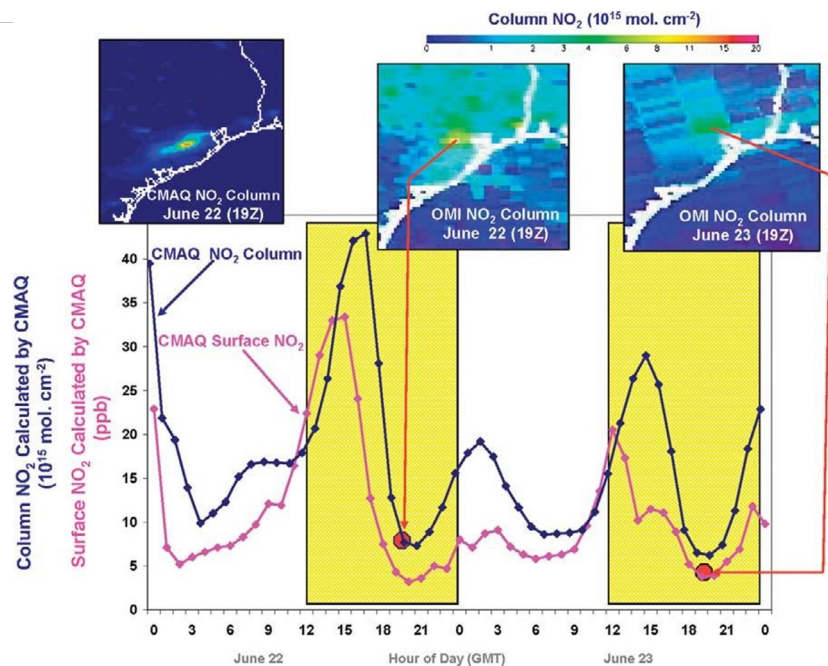 Column NO₂ (10¹⁵ mol. cm⁻²)
0 1 2 3 4 6 8 11 15 20
CMAQ NO₂ Column
June 22 (19Z)
OMI NO₂ Column
June 22 (19Z)
OMI NO₂ Column
June 23 (19Z)
Column NO₂ Calculated by CMAQ
(10¹⁵ mol. cm⁻²)
Surface NO₂ Calculated by CMAQ
(ppb)
CMAQ NO₂ Column
CMAQ Surface NO₂
40
35
30
25
20
15
10
5
0
0 3 6 9 12 15 18 21 0 3 6 9 12 15 18 21 0
June 22 Hour of Day (GMT) June 23